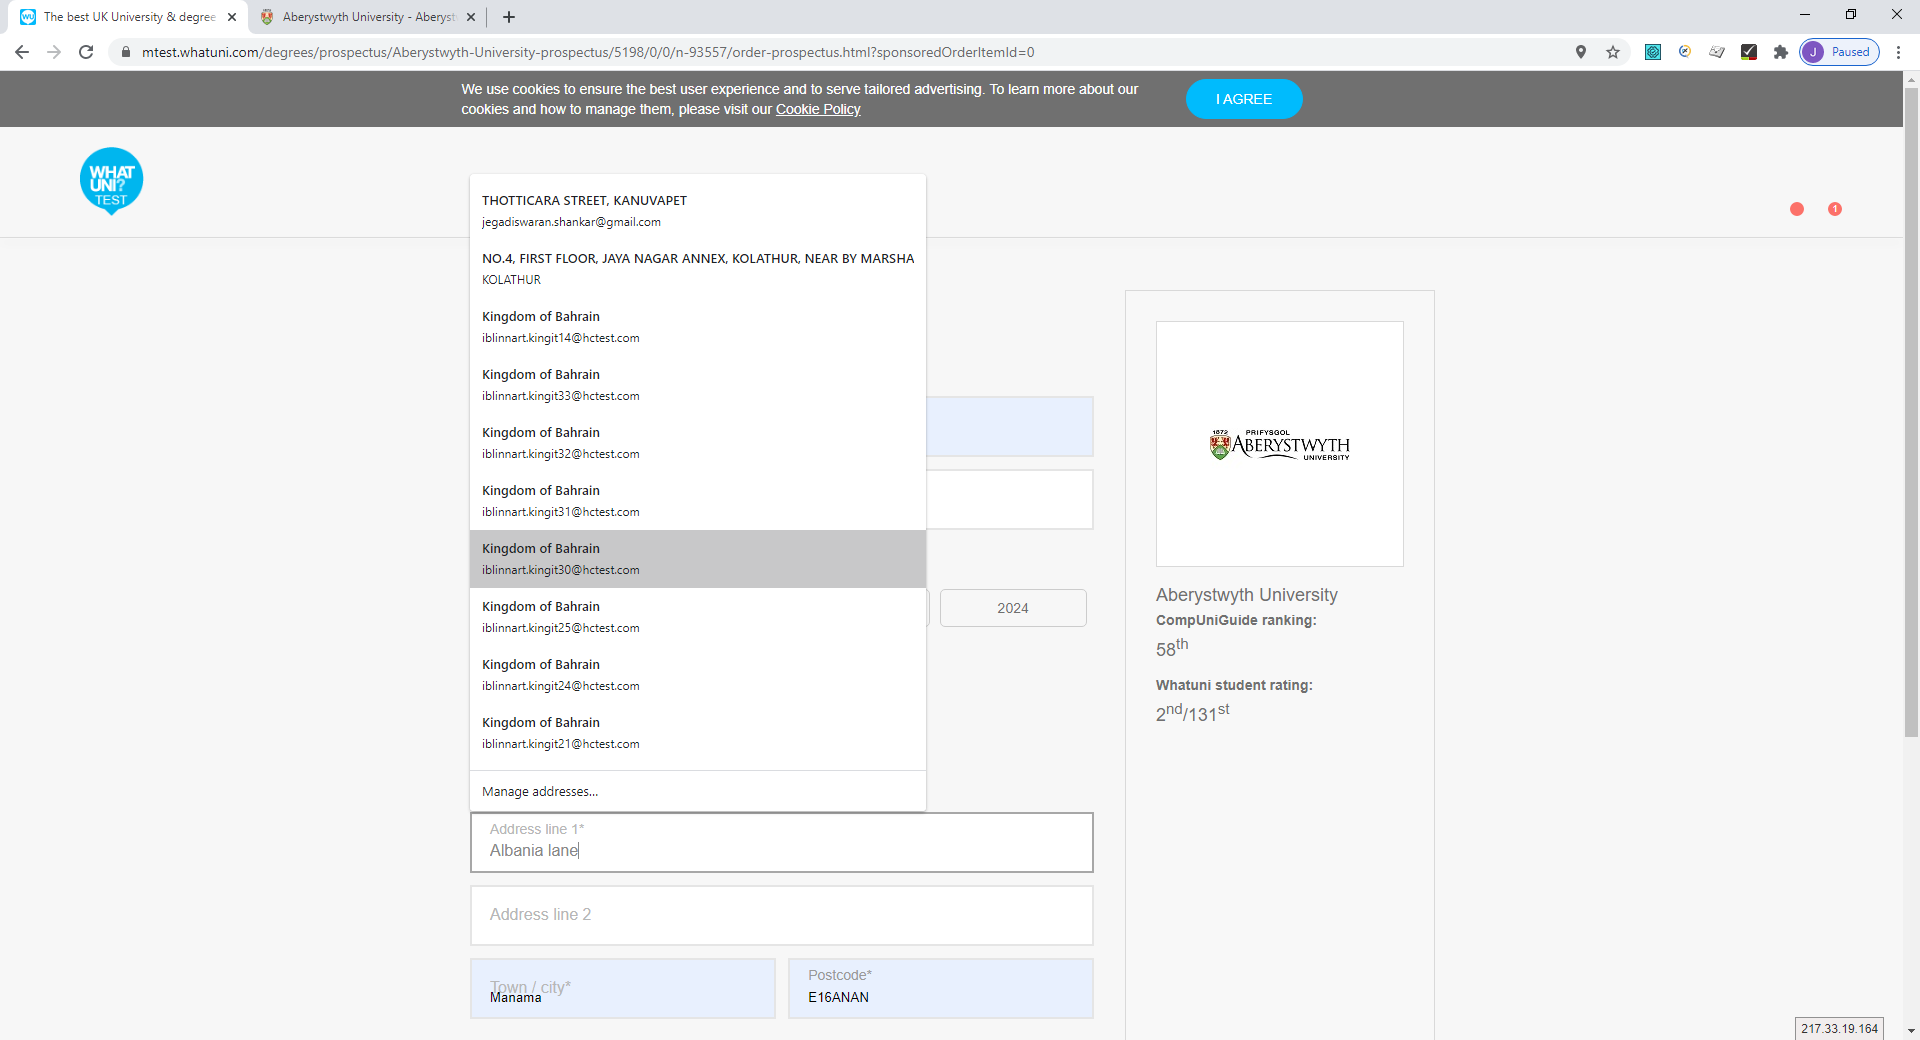 The best UK University & degree
Aberystwyth University - Aberyst
mtest.whatuni.com/degrees/prospectus/Aberystwyth-University-prospectus/5198/0/0/n-93557/order-prospectus.html?sponsoredOrderItemId=0
J Paused
We use cookies to ensure the best user experience and to serve tailored advertising. To learn more about our
cookies and how to manage them, please visit our Cookie Policy
I AGREE
WHAT
UNI?
TEST
1
THOTTICARA STREET, KANUVAPET
jegadiswaran.shankar@gmail.com
NO.4, FIRST FLOOR, JAYA NAGAR ANNEX, KOLATHUR, NEAR BY MARSHA
KOLATHUR
Kingdom of Bahrain
iblinnart.kingit14@hctest.com
Kingdom of Bahrain
iblinnart.kingit33@hctest.com
Kingdom of Bahrain
iblinnart.kingit32@hctest.com
Kingdom of Bahrain
iblinnart.kingit31@hctest.com
Kingdom of Bahrain
iblinnart.kingit30@hctest.com
Kingdom of Bahrain
iblinnart.kingit25@hctest.com
Kingdom of Bahrain
iblinnart.kingit24@hctest.com
Kingdom of Bahrain
iblinnart.kingit21@hctest.com
Manage addresses...
2024
Address line 1*
Albania lane
Address line 2
Town / city*
Manama
Postcode*
E16ANAN
1872 PRIFYSGOL
ABERYSTWYTH
UNIVERSITY
Aberystwyth University
CompUniGuide ranking:
58th
Whatuni student rating:
2nd/131st
217.33.19.164